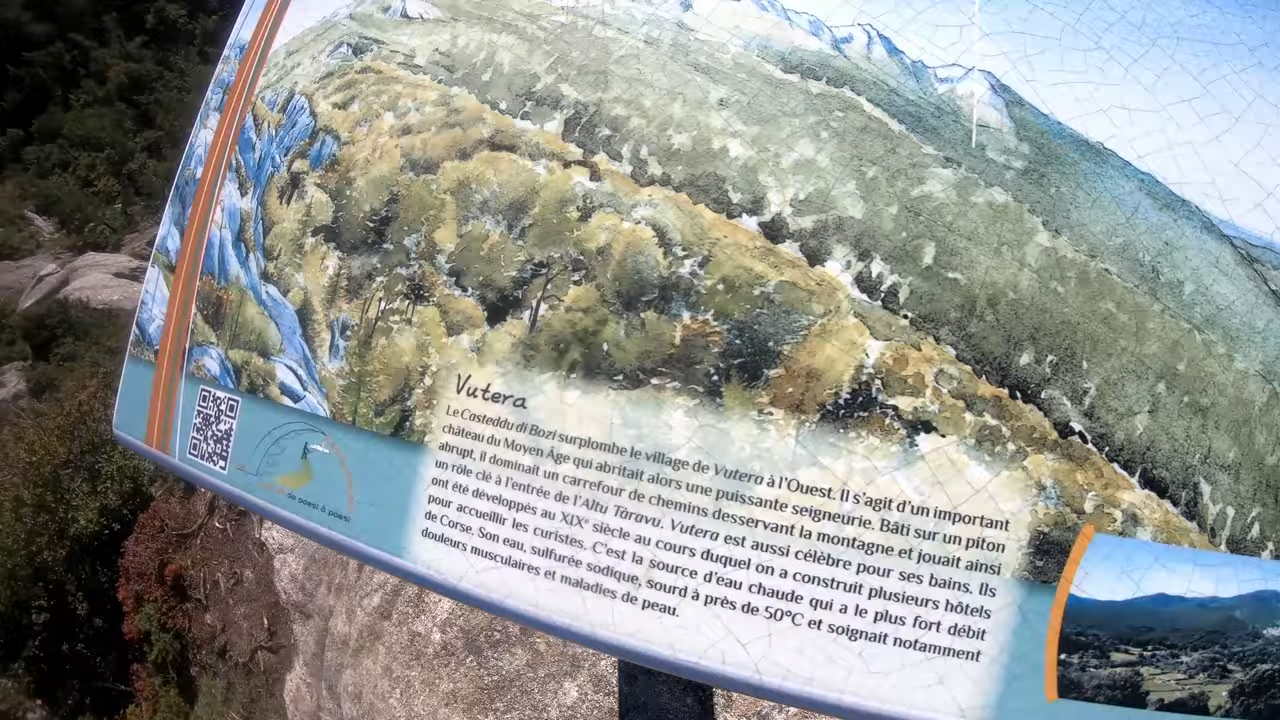 Vutera
Le Casteddu di Bozi surplombe le village de Vutera à l'Ouest. Il s'agit d'un important
château du Moyen Âge qui abritait alors une puissante seigneurie. Bâti sur un piton
abrupt, il dominait un carrefour de chemins desservant la montagne et jouait ainsi
un rôle clé à l'entrée de l'Altu Tàravu. Vutera est aussi célèbre pour ses bains. Ils
ont été développés au XIXe siècle au cours duquel on a construit plusieurs hôtels
pour accueillir les curistes. C'est la source d'eau chaude qui a le plus fort débit
de Corse. Son eau, sulfurée sodique, sourd à près de 50°C et soignait notamment
douleurs musculaires et maladies de peau.
da paesi à paesi